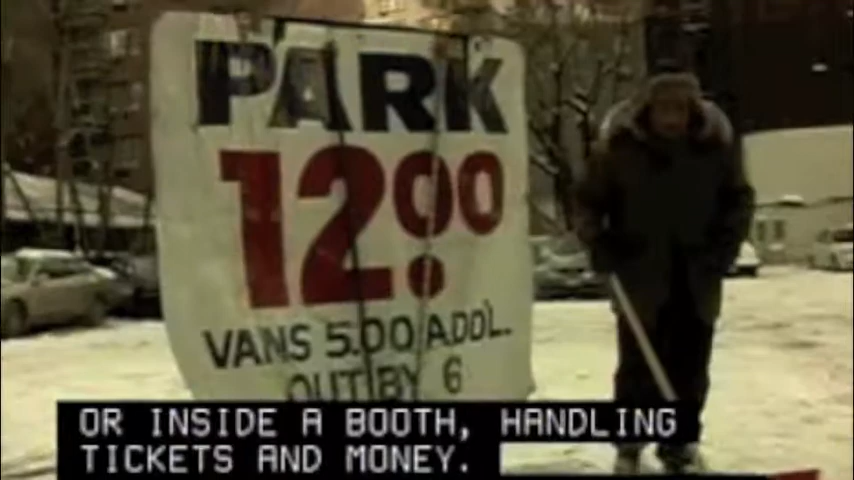 PARK
12.00
VANS 5.00 ADDL.
OUT BY 6
OR INSIDE A BOOTH, HANDLING
TICKETS AND MONEY.